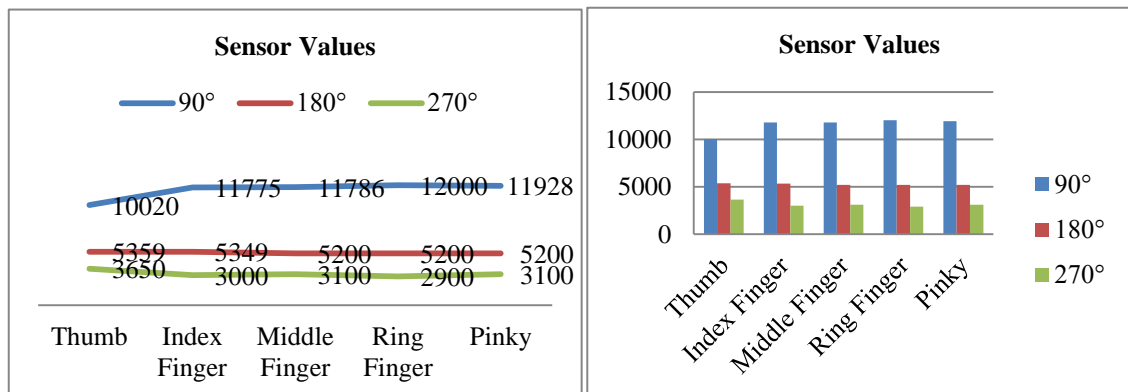 Sensor Values
90° 180° 270°
10020 11775 11786 12000 11928
5359 5349 5200 5200 5200
3650 3000 3100 2900 3100
Thumb Index Middle Ring Pinky
Finger Finger Finger
Sensor Values
15000
10000
5000
0
90°
180°
270°
Thumb
Index Finger
Middle Finger
Ring Finger
Pinky